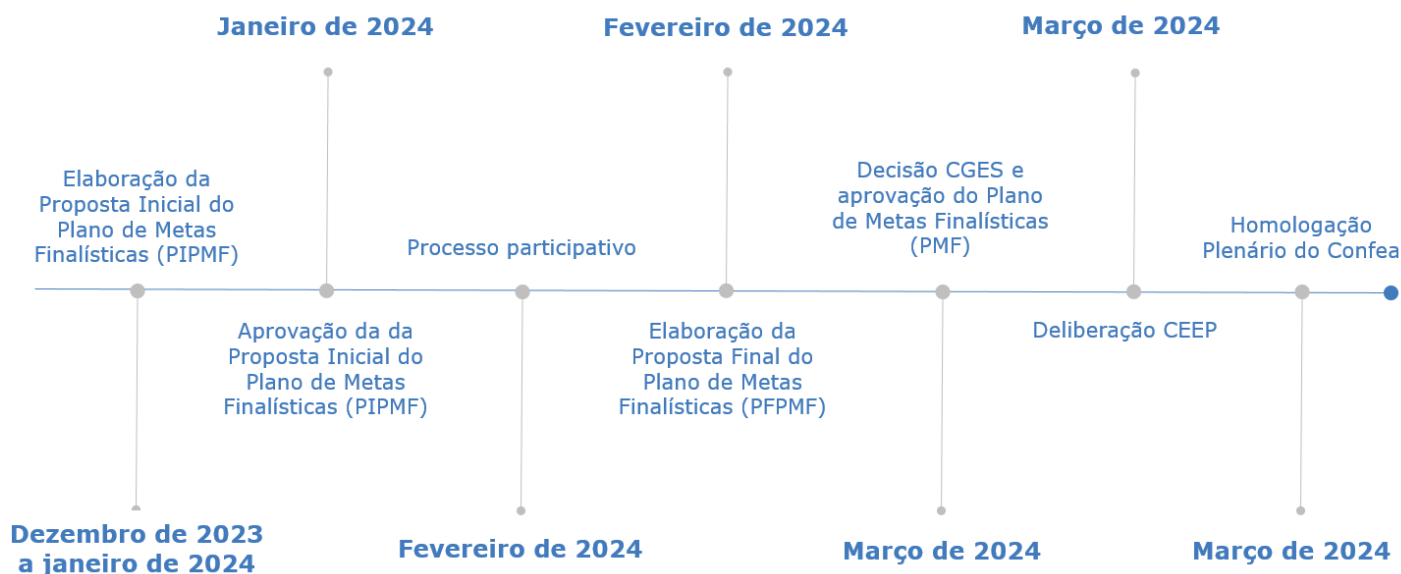 Janeiro de 2024
Fevereiro de 2024
Março de 2024
Elaboração da
Proposta Inicial do
Plano de Metas
Finalísticas (PIPMF)
Processo participativo
Decisão CGES e
aprovação do Plano
de Metas Finalísticas
(PMF)
Homologação
Plenário do Confea
Aprovação da da
Proposta Inicial do
Plano de Metas
Finalísticas (PIPMF)
Elaboração da
Proposta Final do
Plano de Metas
Finalísticas (PFPMF)
Deliberação CEEP
Dezembro de 2023
a janeiro de 2024
Fevereiro de 2024
Março de 2024
Março de 2024